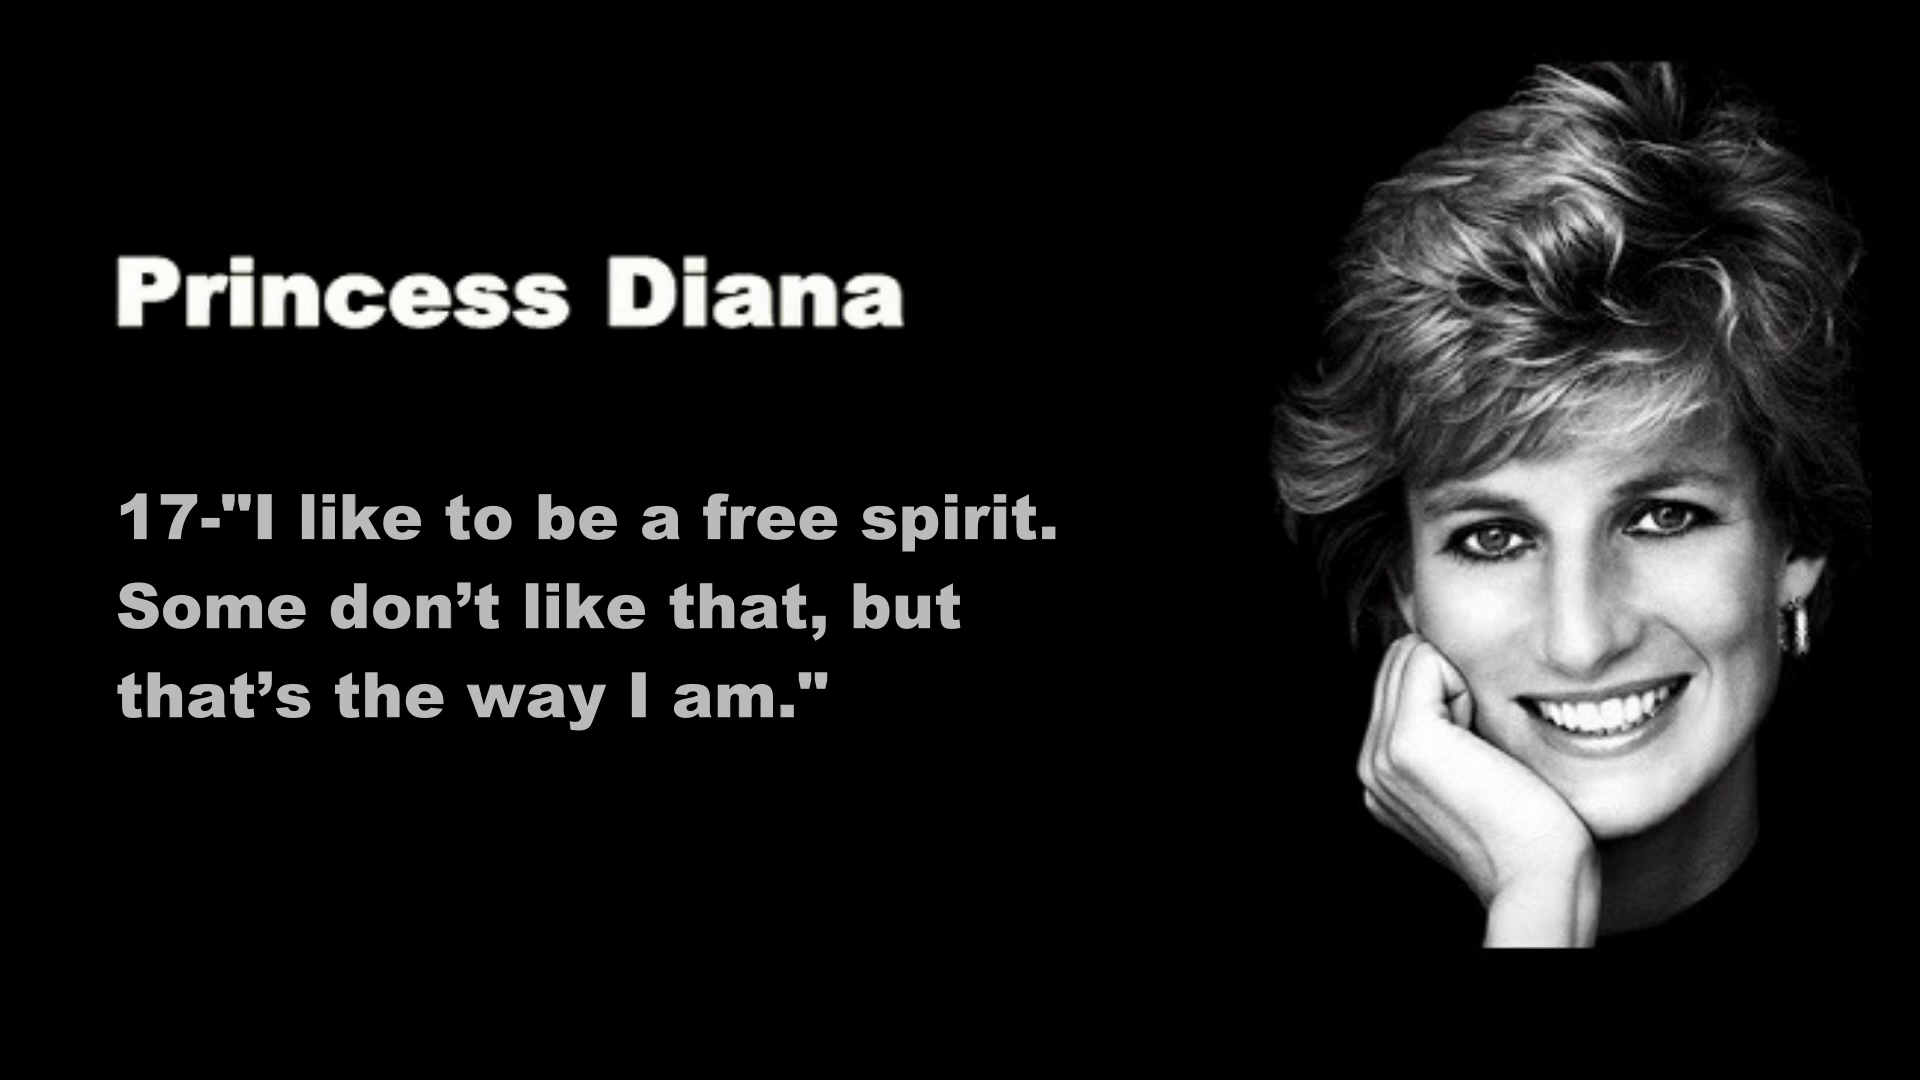 Princess Diana
17-"I like to be a free spirit.
Some don’t like that, but
that’s the way I am."